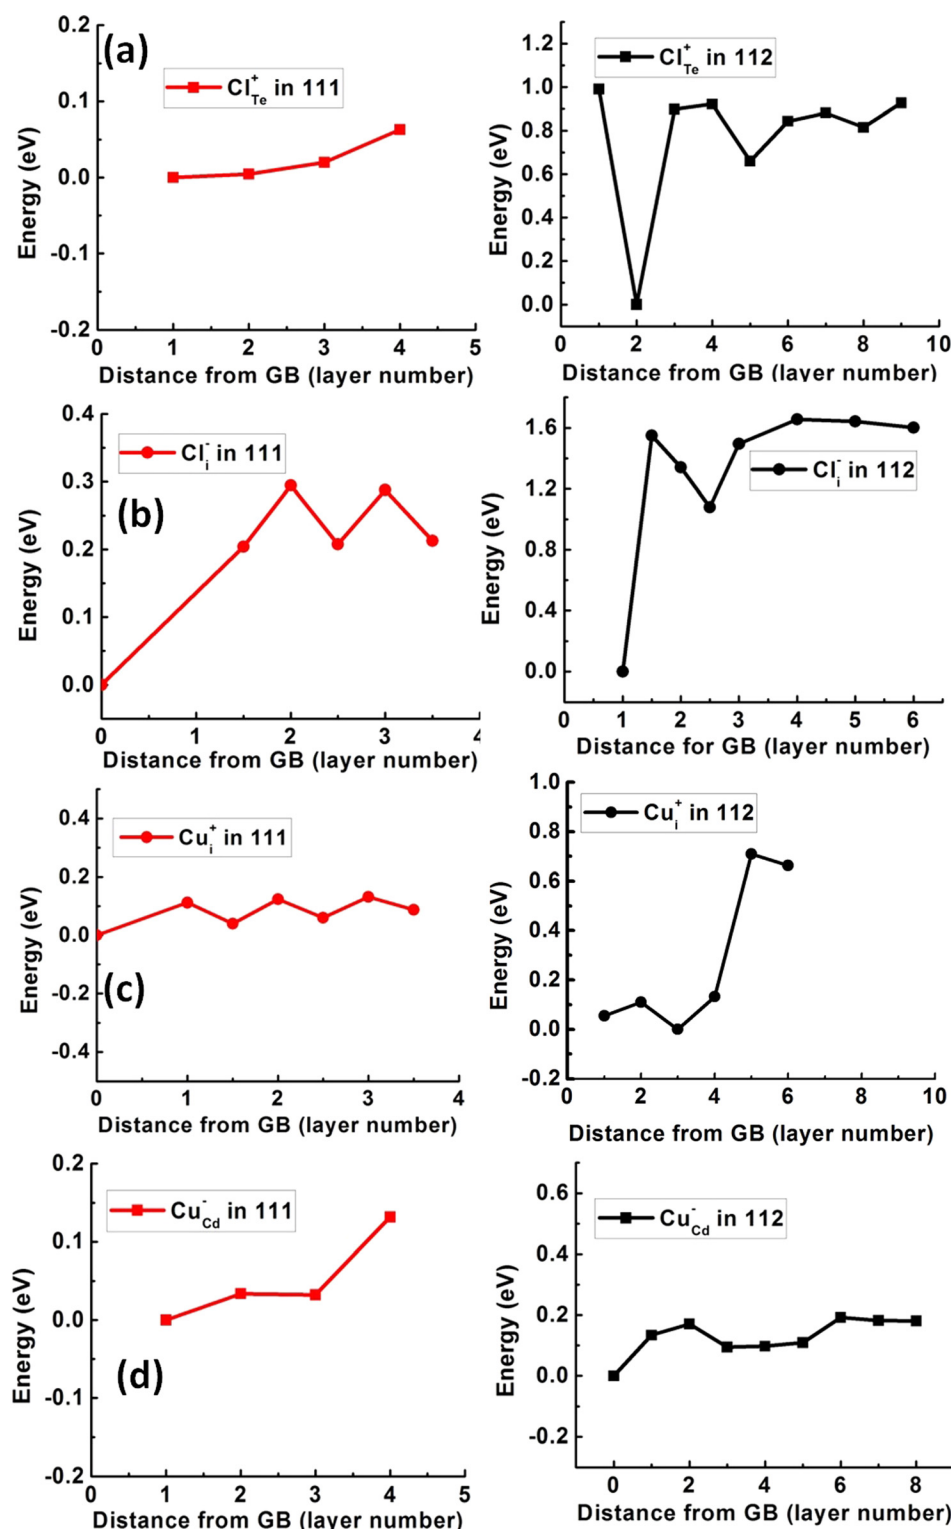 (a)
0.2
0.1
0.0
-0.1
-0.2
Energy (eV)
Cl+Te in 111
0 1 2 3 4 5
Distance from GB (layer number)
1.2
1.0
0.8
0.6
0.4
0.2
0.0
Energy (eV)
Cl+Te in 112
0 2 4 6 8 10
Distance from GB (layer number)
(b)
0.4
0.3
0.2
0.1
0.0
Energy (eV)
Cl-i in 111
0 1 2 3 4
Distance from GB (layer number)
1.6
1.2
0.8
0.4
0.0
Energy (eV)
Cl-i in 112
0 1 2 3 4 5 6
Distance for GB (layer number)
(c)
0.4
0.2
0.0
-0.2
-0.4
Energy (eV)
Cu+i in 111
0 1 2 3 4
Distance from GB (layer number)
1.0
0.8
0.6
0.4
0.2
0.0
-0.2
Energy (eV)
Cu+i in 112
0 2 4 6 8 10
Distance from GB (layer number)
(d)
0.2
0.1
0.0
-0.1
-0.2
Energy (eV)
Cu-Cd in 111
0 1 2 3 4 5
Distance from GB (layer number)
0.6
0.4
0.2
0.0
-0.2
Energy (eV)
Cu-Cd in 112
0 2 4 6 8
Distance from GB (layer number)